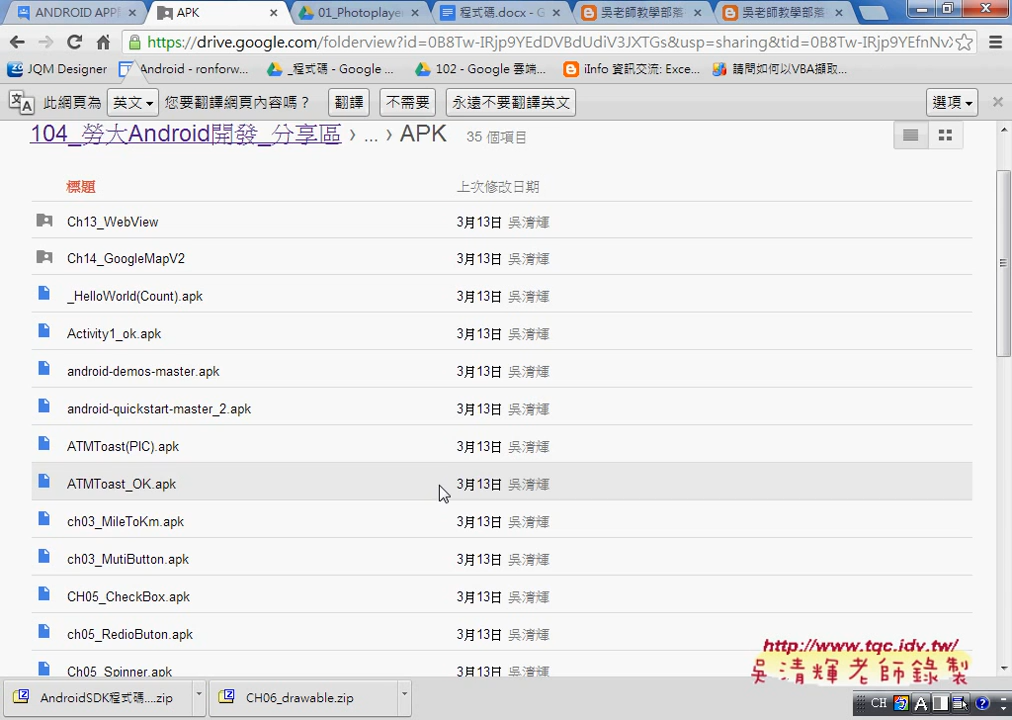 ANDROID APP
APK
01_Photoplaye
程式碼.docx - G
吳老師教學部落
吳老師教學部落
https://drive.google.com/folderview?id=0B8Tw-IRjp9YEdDVBdUdiV3JXTGs&usp=sharing&tid=0B8Tw-IRjp9YEfnNv
JQM Designer
Android - ronforw...
_程式碼 - Google ...
102 - Google 雲端...
iInfo 資訊交流: Exce...
請問如何以VBA擷取...
此網頁為 英文 您要翻譯網頁內容嗎？ 翻譯 不需要 永遠不要翻譯英文 選項
104_勞大Android開發_分享區 › ... › APK 35 個項目
標題 上次修改日期
Ch13_WebView 3月13日 吳清輝
Ch14_GoogleMapV2 3月13日 吳清輝
_HelloWorld(Count).apk 3月13日 吳清輝
Activity1_ok.apk 3月13日 吳清輝
android-demos-master.apk 3月13日 吳清輝
android-quickstart-master_2.apk 3月13日 吳清輝
ATMToast(PIC).apk 3月13日 吳清輝
ATMToast_OK.apk 3月13日 吳清輝
ch03_MileToKm.apk 3月13日 吳清輝
ch03_MutiButton.apk 3月13日 吳清輝
CH05_CheckBox.apk 3月13日 吳清輝
ch05_RedioButon.apk 3月13日 吳清輝
Ch05_Spinner.apk 3月13日 吳清輝
http://www.tqc.idv.tw/
吳清輝老師錄製
AndroidSDK程式碼....zip
CH06_drawable.zip
CH